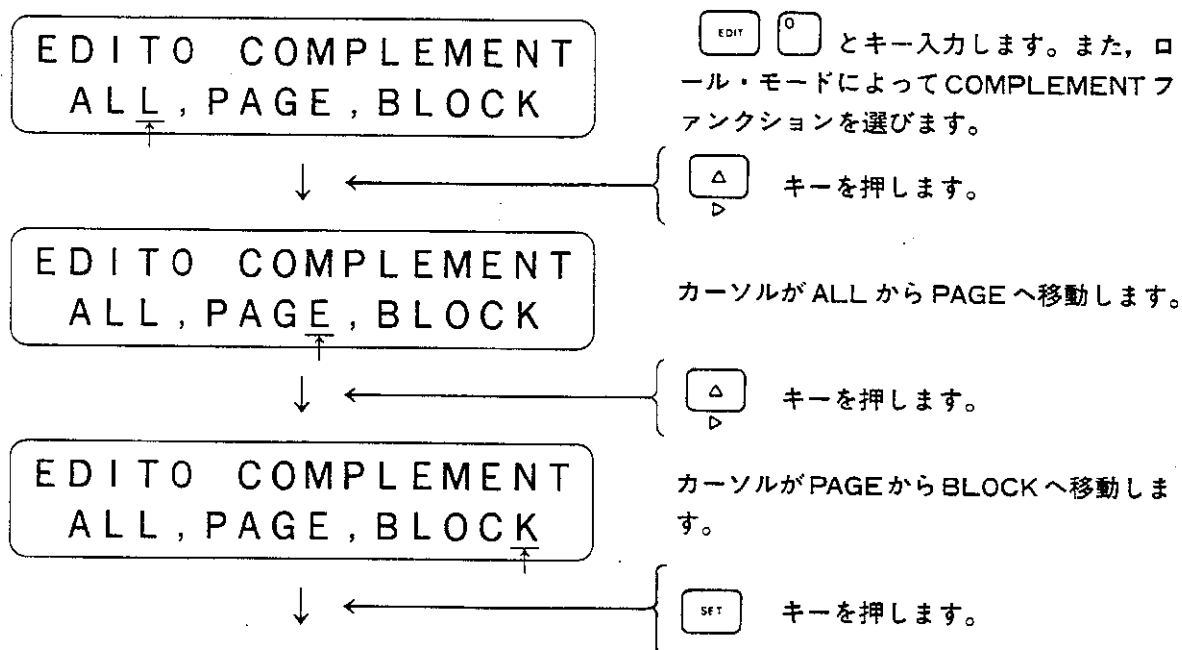 EDIT0 COMPLEMENT
ALL,PAGE,BLOCK
EDIT 0 とキー入力します。また，ロ
ール・モードによってCOMPLEMENTフ
ァンクションを選びます。
△
▷ キーを押します。
EDIT0 COMPLEMENT
ALL,PAGE,BLOCK
カーソルがALLからPAGEへ移動します。
△
▷ キーを押します。
EDIT0 COMPLEMENT
ALL,PAGE,BLOCK
カーソルがPAGEからBLOCKへ移動しま
す。
SET キーを押します。